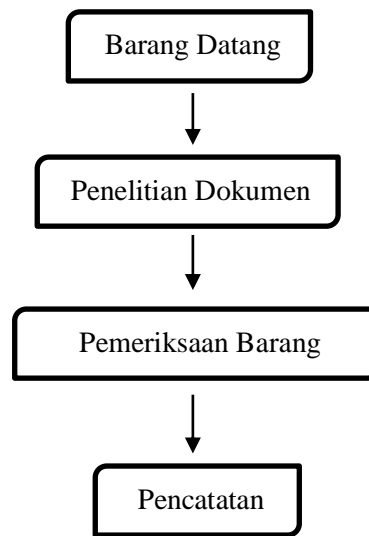 Barang Datang
Penelitian Dokumen
Pemeriksaan Barang
Pencatatan